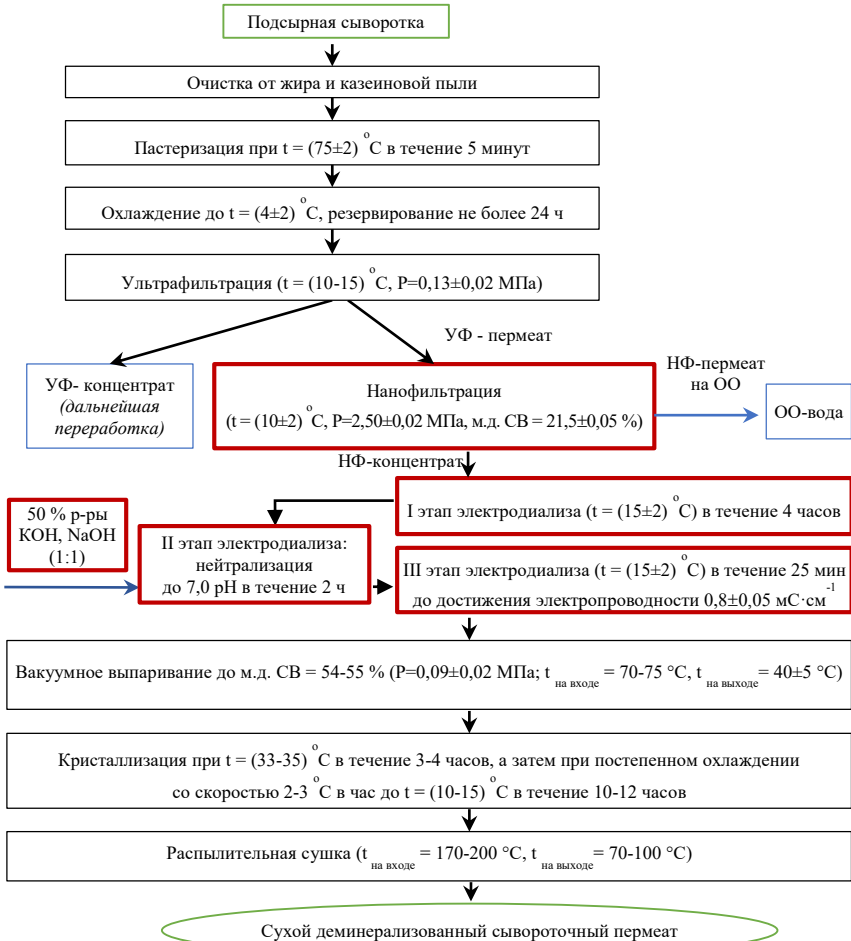 Подсырная сыворотка
Очистка от жира и казеиновой пыли
Пастеризация при t = (75±2) °С в течение 5 минут
Охлаждение до t = (4±2) °С, резервирование не более 24 ч
Ультрафильтрация (t = (10-15) °С, Р=0,13±0,02 МПа)
УФ - пермеат
УФ- концентрат
(дальнейшая
переработка)
Нанофильтрация
(t = (10±2) °С, Р=2,50±0,02 МПа, м.д. СВ = 21,5±0,05 %)
НФ-пермеат
на ОО
ОО-вода
НФ-концентрат
I этап электродиализа (t = (15±2) °С) в течение 4 часов
50 % р-ры
KOH, NaOH
(1:1)
II этап электродиализа:
нейтрализация
до 7,0 рН в течение 2 ч
III этап электродиализа (t = (15±2) °С) в течение 25 мин
до достижения электропроводности 0,8±0,05 мС·см⁻¹
Вакуумное выпаривание до м.д. СВ = 54-55 % (Р=0,09±0,02 МПа; t на входе = 70-75 °С, t на выходе = 40±5 °С)
Кристаллизация при t = (33-35) °С в течение 3-4 часов, а затем при постепенном охлаждении
со скоростью 2-3 °С в час до t = (10-15) °С в течение 10-12 часов
Распылительная сушка (t на входе = 170-200 °С, t на выходе = 70-100 °С)
Сухой деминерализованный сывороточный пермеат